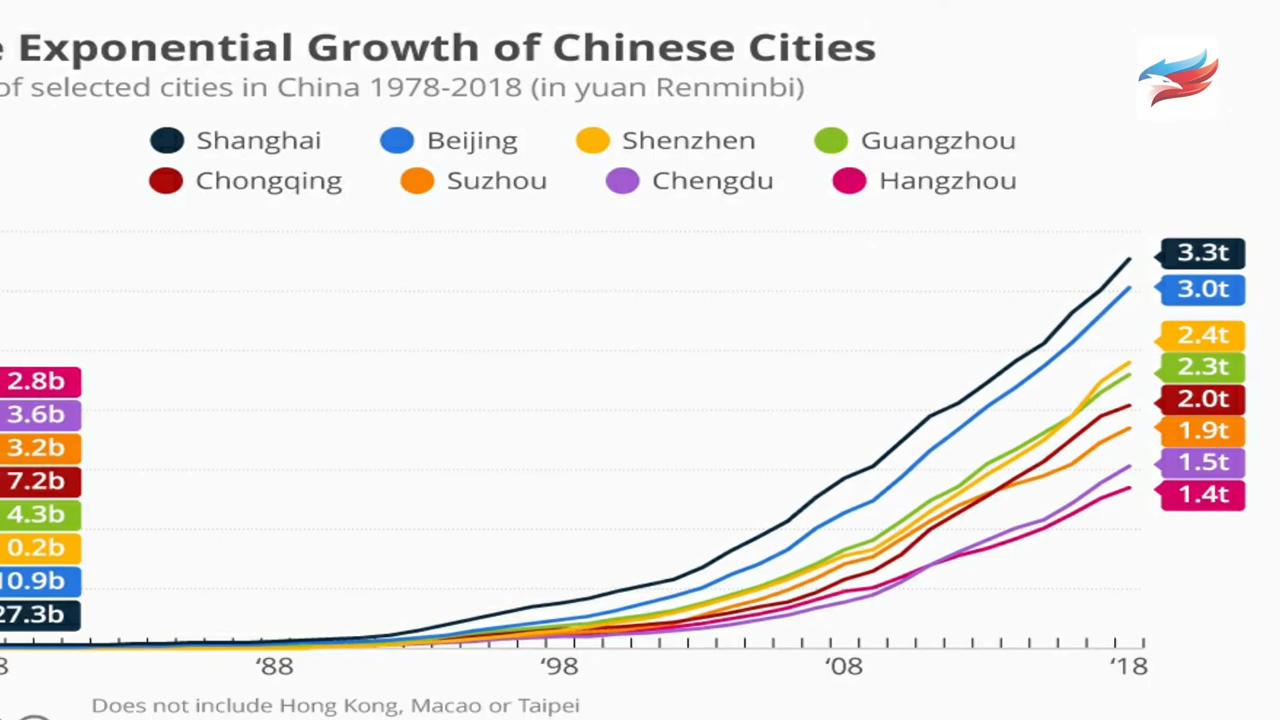 e Exponential Growth of Chinese Cities
of selected cities in China 1978-2018 (in yuan Renminbi)
Shanghai Beijing Shenzhen Guangzhou
Chongqing Suzhou Chengdu Hangzhou
3.3t
3.0t
2.4t
2.3t
2.0t
1.9t
1.5t
1.4t
2.8b
3.6b
3.2b
7.2b
4.3b
0.2b
10.9b
27.3b
8 ‘88 ‘98 ‘08 ‘18
Does not include Hong Kong, Macao or Taipei